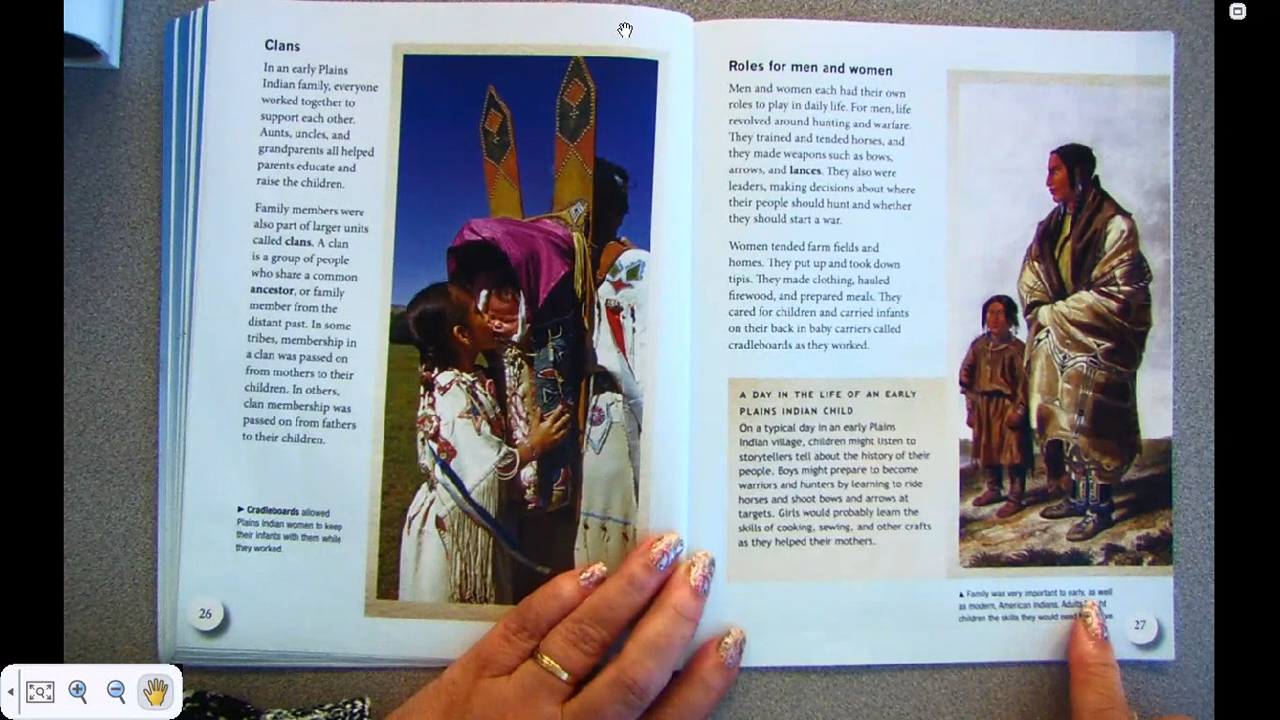 Clans
In an early Plains
Indian family, everyone
worked together to
support each other.
Aunts, uncles, and
grandparents all helped
parents educate and
raise the children.
Family members were
also part of larger units
called clans. A clan
is a group of people
who share a common
ancestor, or family
member from the
distant past. In some
tribes, membership in
a clan was passed on
from mothers to their
children. In others,
clan membership was
passed on from fathers
to their children.
► Cradleboards allowed
Plains Indian women to keep
their infants with them while
they worked.
26
Roles for men and women
Men and women each had their own
roles to play in daily life. For men, life
revolved around hunting and warfare.
They trained and tended horses, and
they made weapons such as bows,
arrows, and lances. They also were
leaders, making decisions about where
their people should hunt and whether
they should start a war.
Women tended farm fields and
homes. They put up and took down
tipis. They made clothing, hauled
firewood, and prepared meals. They
cared for children and carried infants
on their back in baby carriers called
cradleboards as they worked.
A DAY IN THE LIFE OF AN EARLY
PLAINS INDIAN CHILD
On a typical day in an early Plains
Indian village, children might listen to
storytellers tell about the history of their
people. Boys might prepare to become
warriors and hunters by learning to ride
horses and shoot bows and arrows at
targets. Girls would probably learn the
skills of cooking, sewing, and other crafts
as they helped their mothers.
▲ Family was very important to early, as well
as modern, American Indians. Adults
children the skills they would need
27